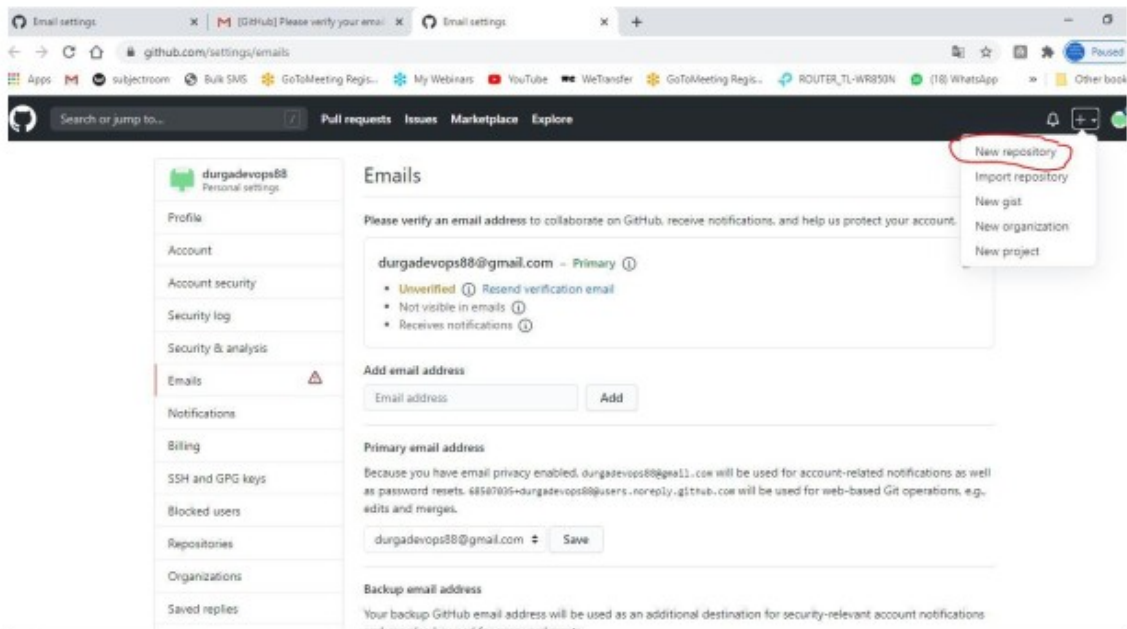 Email settings
[GitHub] Please verify your emai
Email settings
github.com/settings/emails
Paused
Apps
subjectroom
Bulk SMS
GoToMeeting Regis...
My Webinars
YouTube
WeTransfer
GoToMeeting Regis...
ROUTER_TL-WR850N
(18) WhatsApp
»
Other book
Search or jump to...
/
Pull requests Issues Marketplace Explore
New repository
Import repository
New gist
New organization
New project
durgadevops88
Personal settings
Profile
Account
Account security
Security log
Security & analysis
Emails
Notifications
Billing
SSH and GPG keys
Blocked users
Repositories
Organizations
Saved replies
Emails
Please verify an email address to collaborate on GitHub, receive notifications, and help us protect your account.
durgadevops88@gmail.com – Primary
• Unverified Resend verification email
• Not visible in emails
• Receives notifications
Add email address
Email address
Add
Primary email address
Because you have email privacy enabled, durgadevops88@gmail.com will be used for account-related notifications as well
as password resets. 68507035+durgadevops88@users.noreply.github.com will be used for web-based Git operations, e.g.,
edits and merges.
durgadevops88@gmail.com
Save
Backup email address
Your backup GitHub email address will be used as an additional destination for security-relevant account notifications